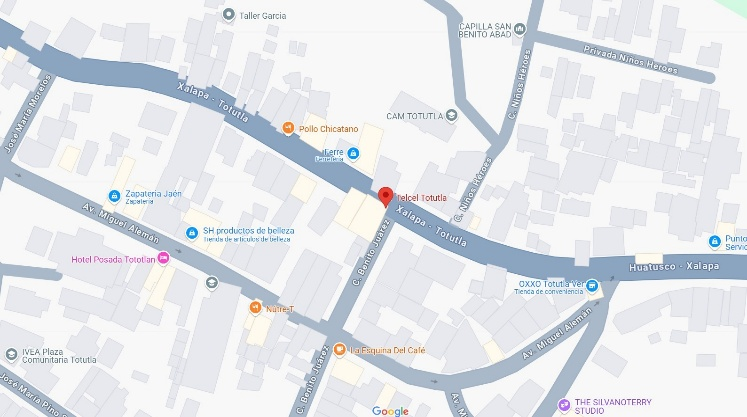 Taller Garcia
CAPILLA SAN
BENITO ABAD
Privada Niños Heroes
C. Niños Héroes
Xalapa - Totutla
José María Morelos
CAM TOTUTLA
Pollo Chicatano
Ferre
Ferretería
Telcel Totutla
Zapatería Jaén
Zapatería
C. Niños Héroes
Xalapa - Totutla
Av. Miguel Alemán
SH productos de belleza
Tienda de artículos de belleza
C. Benito Juárez
Punto
Servic
Hotel Posada Tototlan
Huatusco - Xalapa
OXXO Totutla Ver
Tienda de conveniencia
Nutre-T
Av. Miguel Alemán
La Esquina Del Café
IVEA Plaza
Comunitaria Totutla
C. Benito Juárez
José María Pino S
Av. M
THE SILVANOTERRY
STUDIO
Google